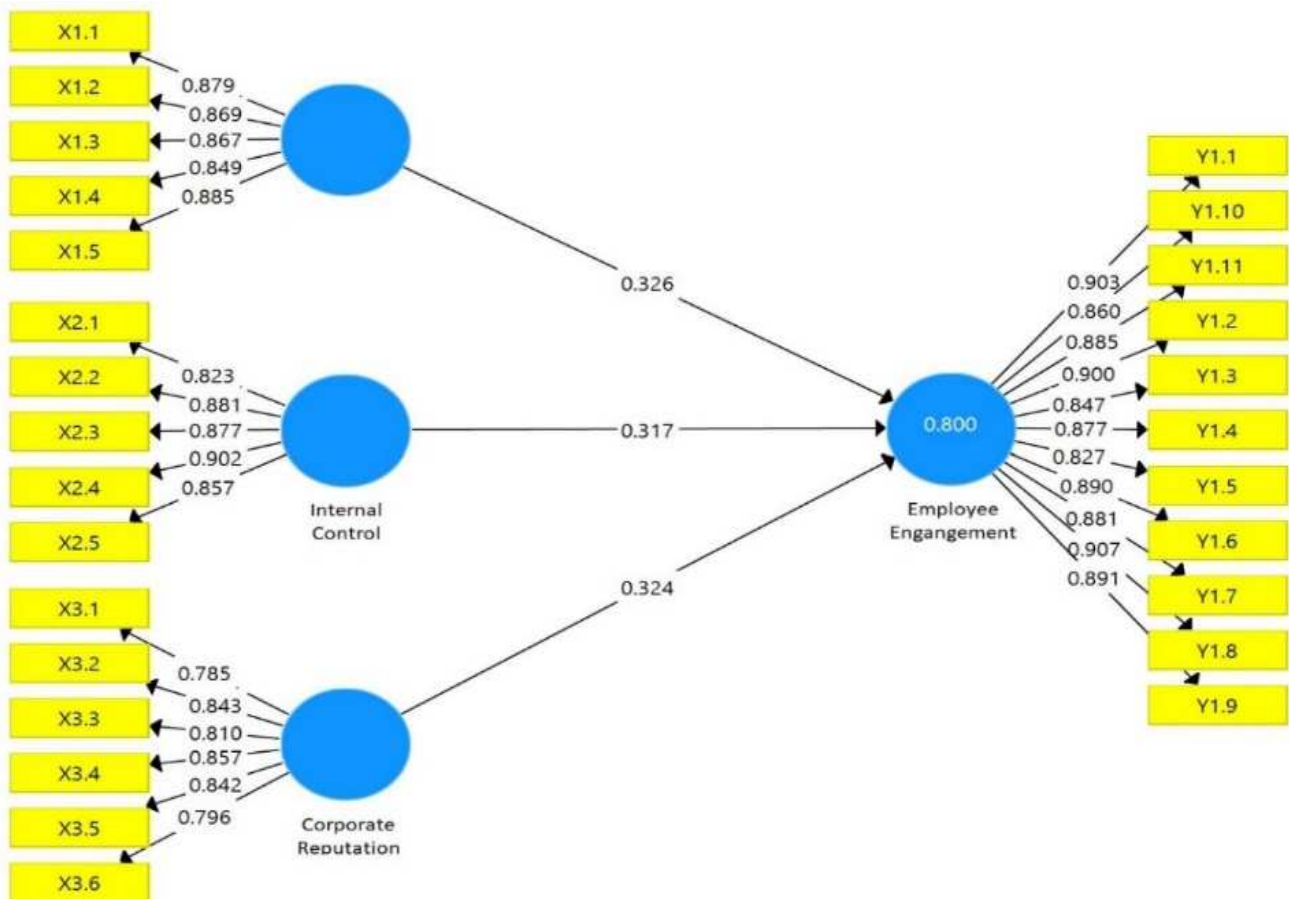 X1.1
X1.2
X1.3
X1.4
X1.5
0.879
0.869
0.867
0.849
0.885
0.326
X2.1
X2.2
X2.3
X2.4
X2.5
0.823
0.881
0.877
0.902
0.857
Internal
Control
0.317
X3.1
X3.2
X3.3
X3.4
X3.5
X3.6
0.785
0.843
0.810
0.857
0.842
0.796
Corporate
Reputation
0.324
0.800
Employee
Engangement
0.903
0.860
0.885
0.900
0.847
0.877
0.827
0.890
0.881
0.907
0.891
Y1.1
Y1.10
Y1.11
Y1.2
Y1.3
Y1.4
Y1.5
Y1.6
Y1.7
Y1.8
Y1.9